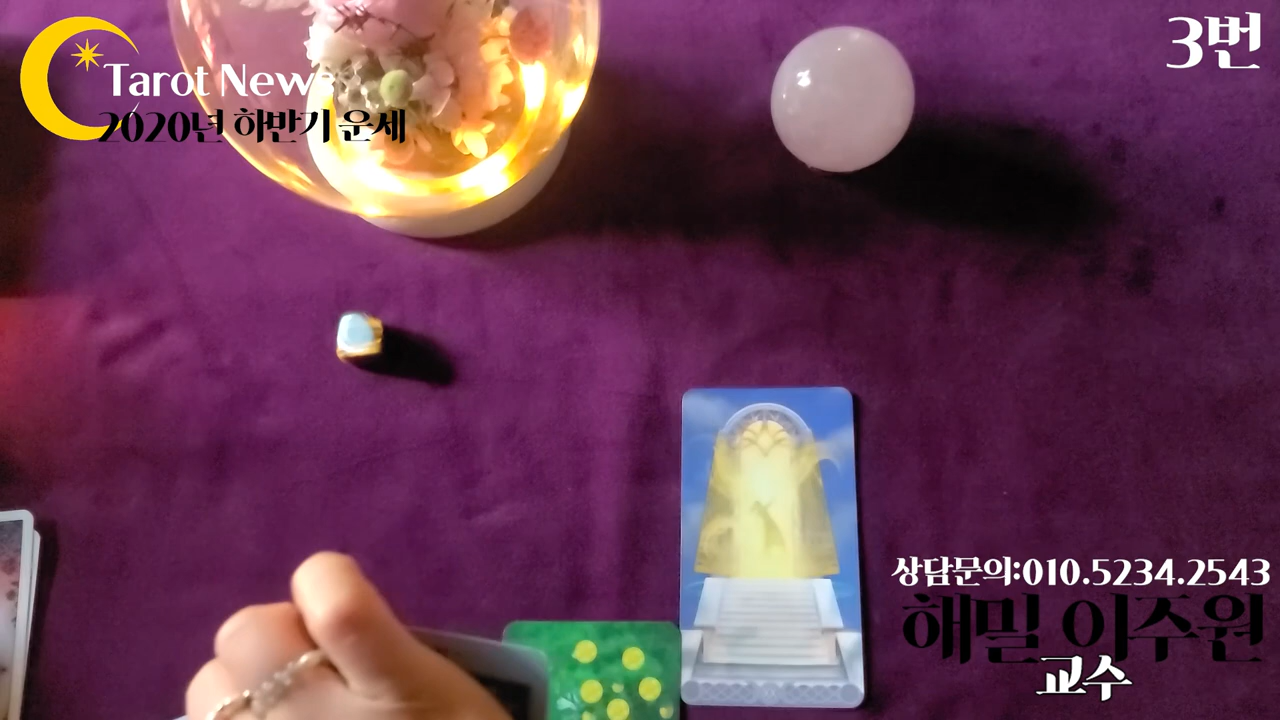 Tarot News
2020년 하반기 운세
3번
상담문의:010.5234.2543
해밀 이주원
교수